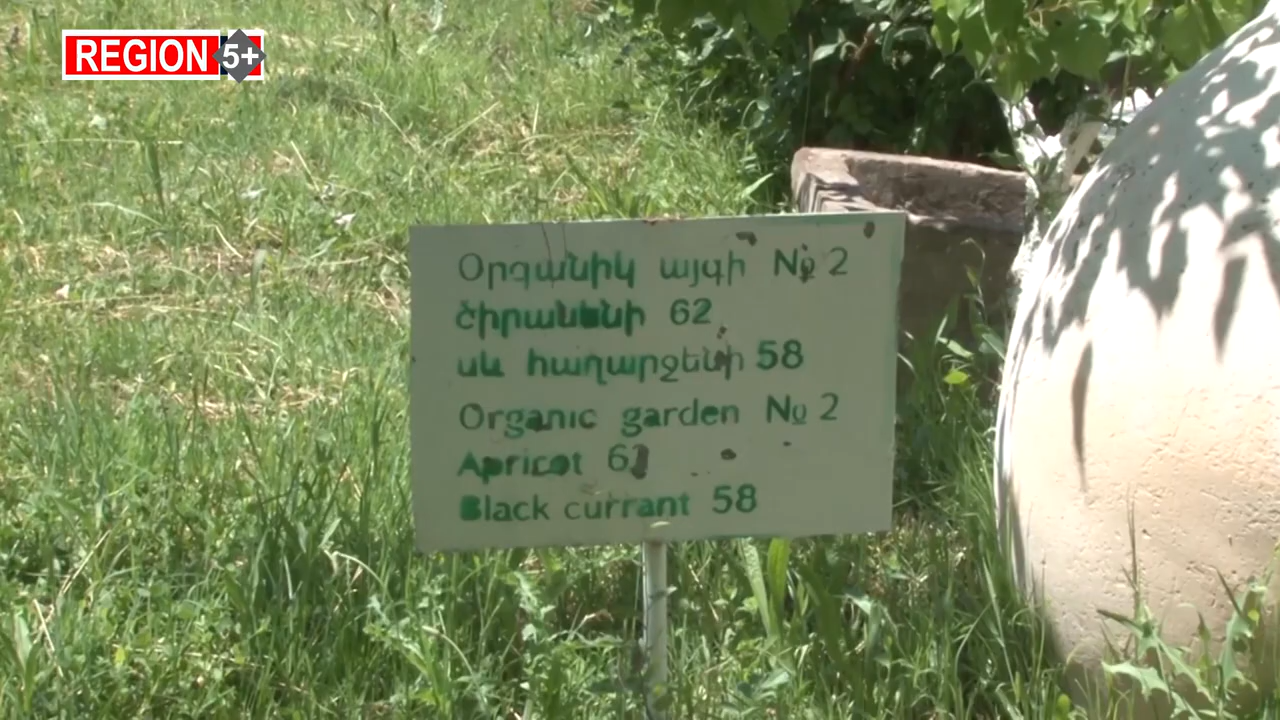 REGION 5+
Օրգանիկ այգի № 2
ծիրանենի 62
սև հաղարջենի 58
Organic garden № 2
Apricot 62
Black currant 58